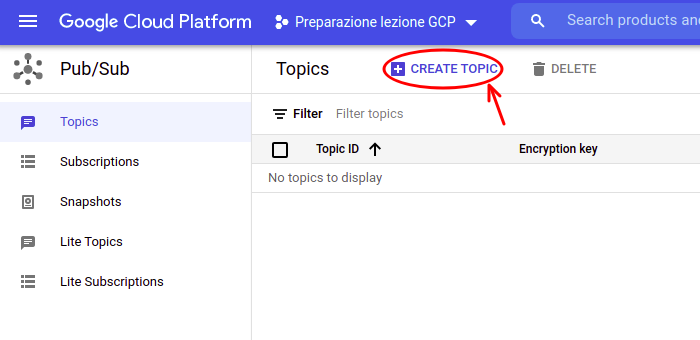 Google Cloud Platform
Preparazione lezione GCP
Search products an
Pub/Sub
Topics
CREATE TOPIC
DELETE
Topics
Subscriptions
Snapshots
Lite Topics
Lite Subscriptions
Filter Filter topics
Topic ID
Encryption key
No topics to display